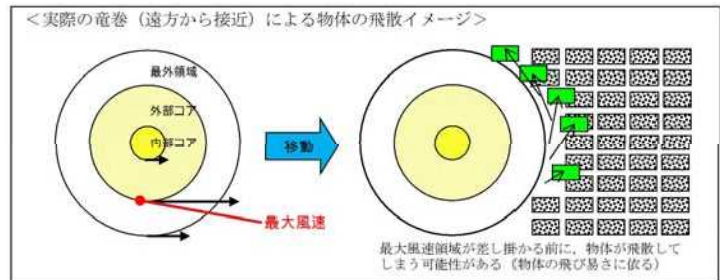 ＜実際の竜巻（遠方から接近）による物体の飛散イメージ＞
最外領域
外部コア
内部コア
移動
最大風速
最大風速領域が差し掛かる前に，物体が飛散して
しまう可能性がある（物体の飛び易さに依る）